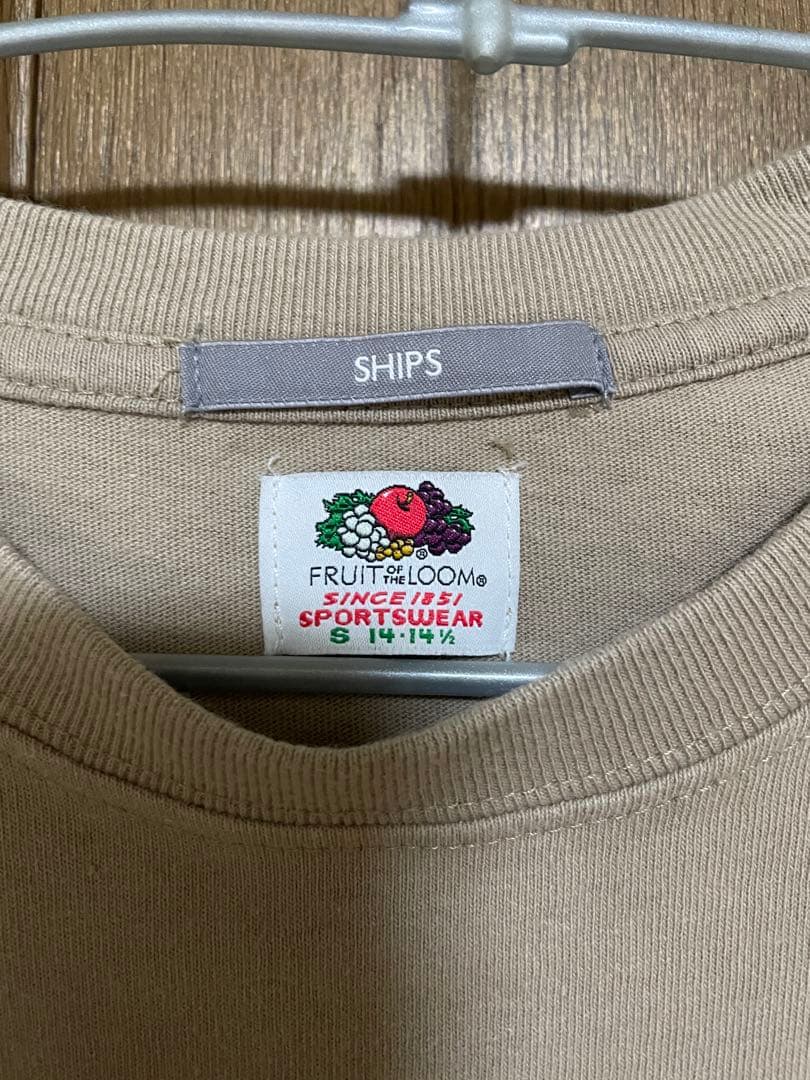 SHIPS
®
FRUIT OF THE LOOM®
SINCE 1851
SPORTSWEAR
S 14·14½